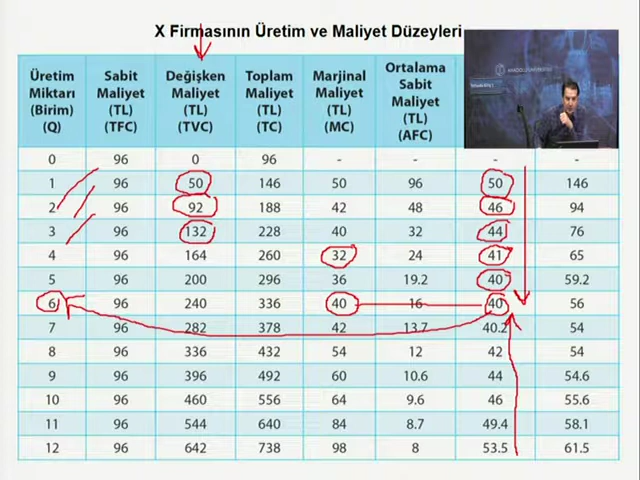 X Firmasının Üretim ve Maliyet Düzeyleri
Üretim Miktarı (Birim) (Q) Sabit Maliyet (TL) (TFC) Değişken Maliyet (TL) (TVC) Toplam Maliyet (TL) (TC) Marjinal Maliyet (TL) (MC) Ortalama Sabit Maliyet (TL) (AFC)
0 96 0 96 - - - -
1 96 50 146 50 96 50 146
2 96 92 188 42 48 46 94
3 96 132 228 40 32 44 76
4 96 164 260 32 24 41 65
5 96 200 296 36 19.2 40 59.2
6 96 240 336 40 16 40 56
7 96 282 378 42 13.7 40.2 54
8 96 336 432 54 12 42 54
9 96 396 492 60 10.6 44 54.6
10 96 460 556 64 9.6 46 55.6
11 96 544 640 84 8.7 49.4 58.1
12 96 642 738 98 8 53.5 61.5